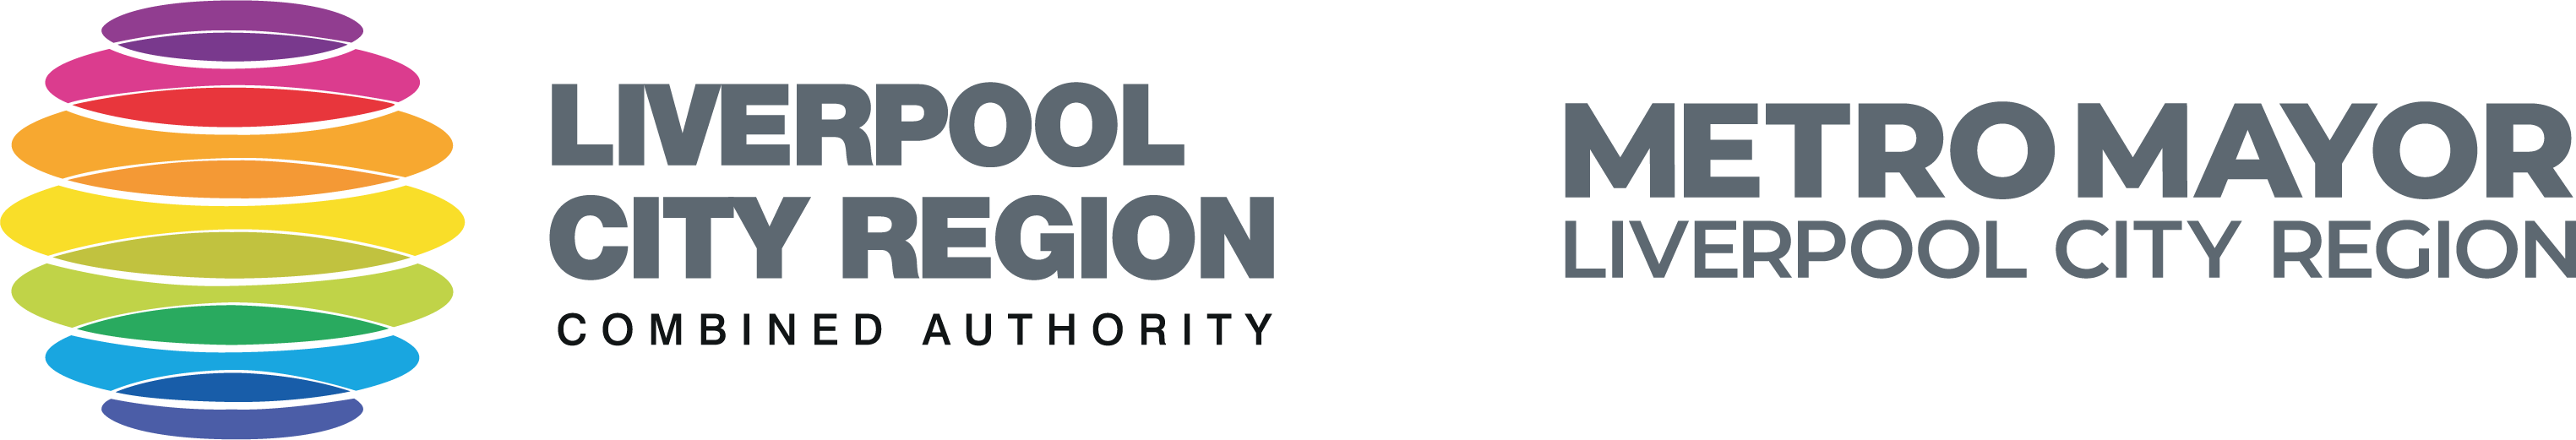 LIVERPOOL
CITY REGION
COMBINED AUTHORITY
METRO MAYOR
LIVERPOOL CITY REGION